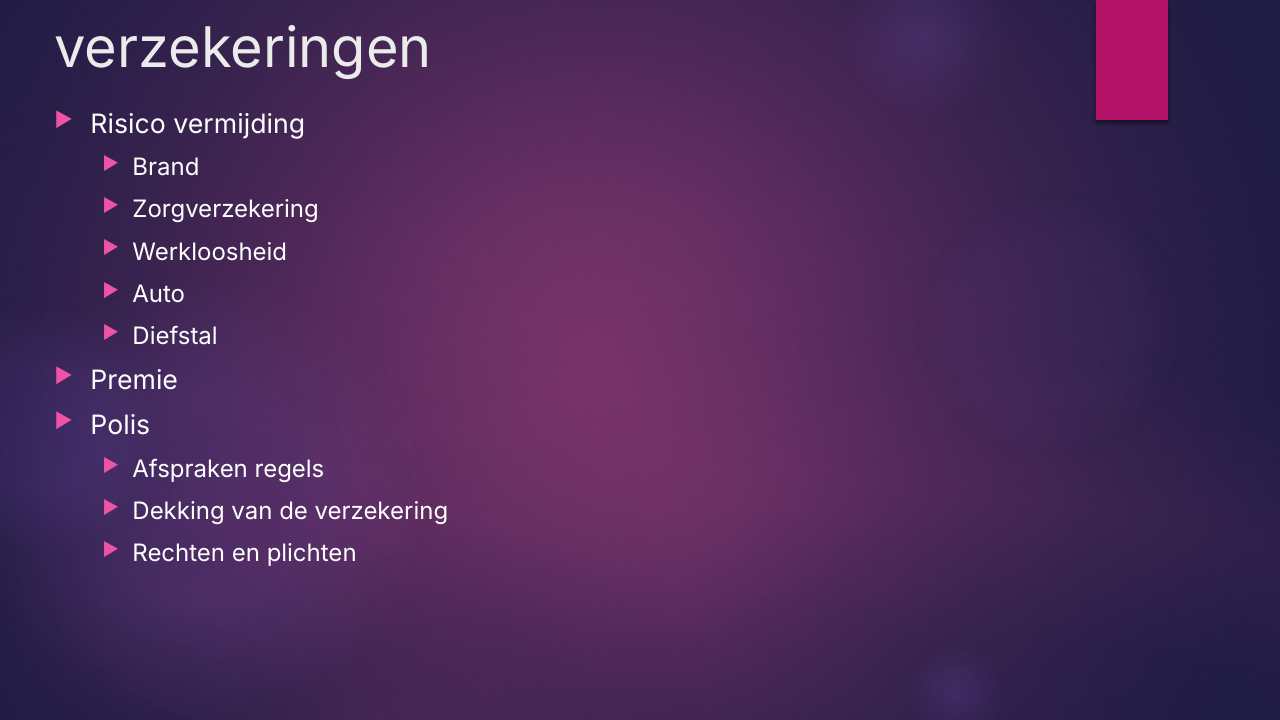 verzekeringen
Risico vermijding
Brand
Zorgverzekering
Werkloosheid
Auto
Diefstal
Premie
Polis
Afspraken regels
Dekking van de verzekering
Rechten en plichten